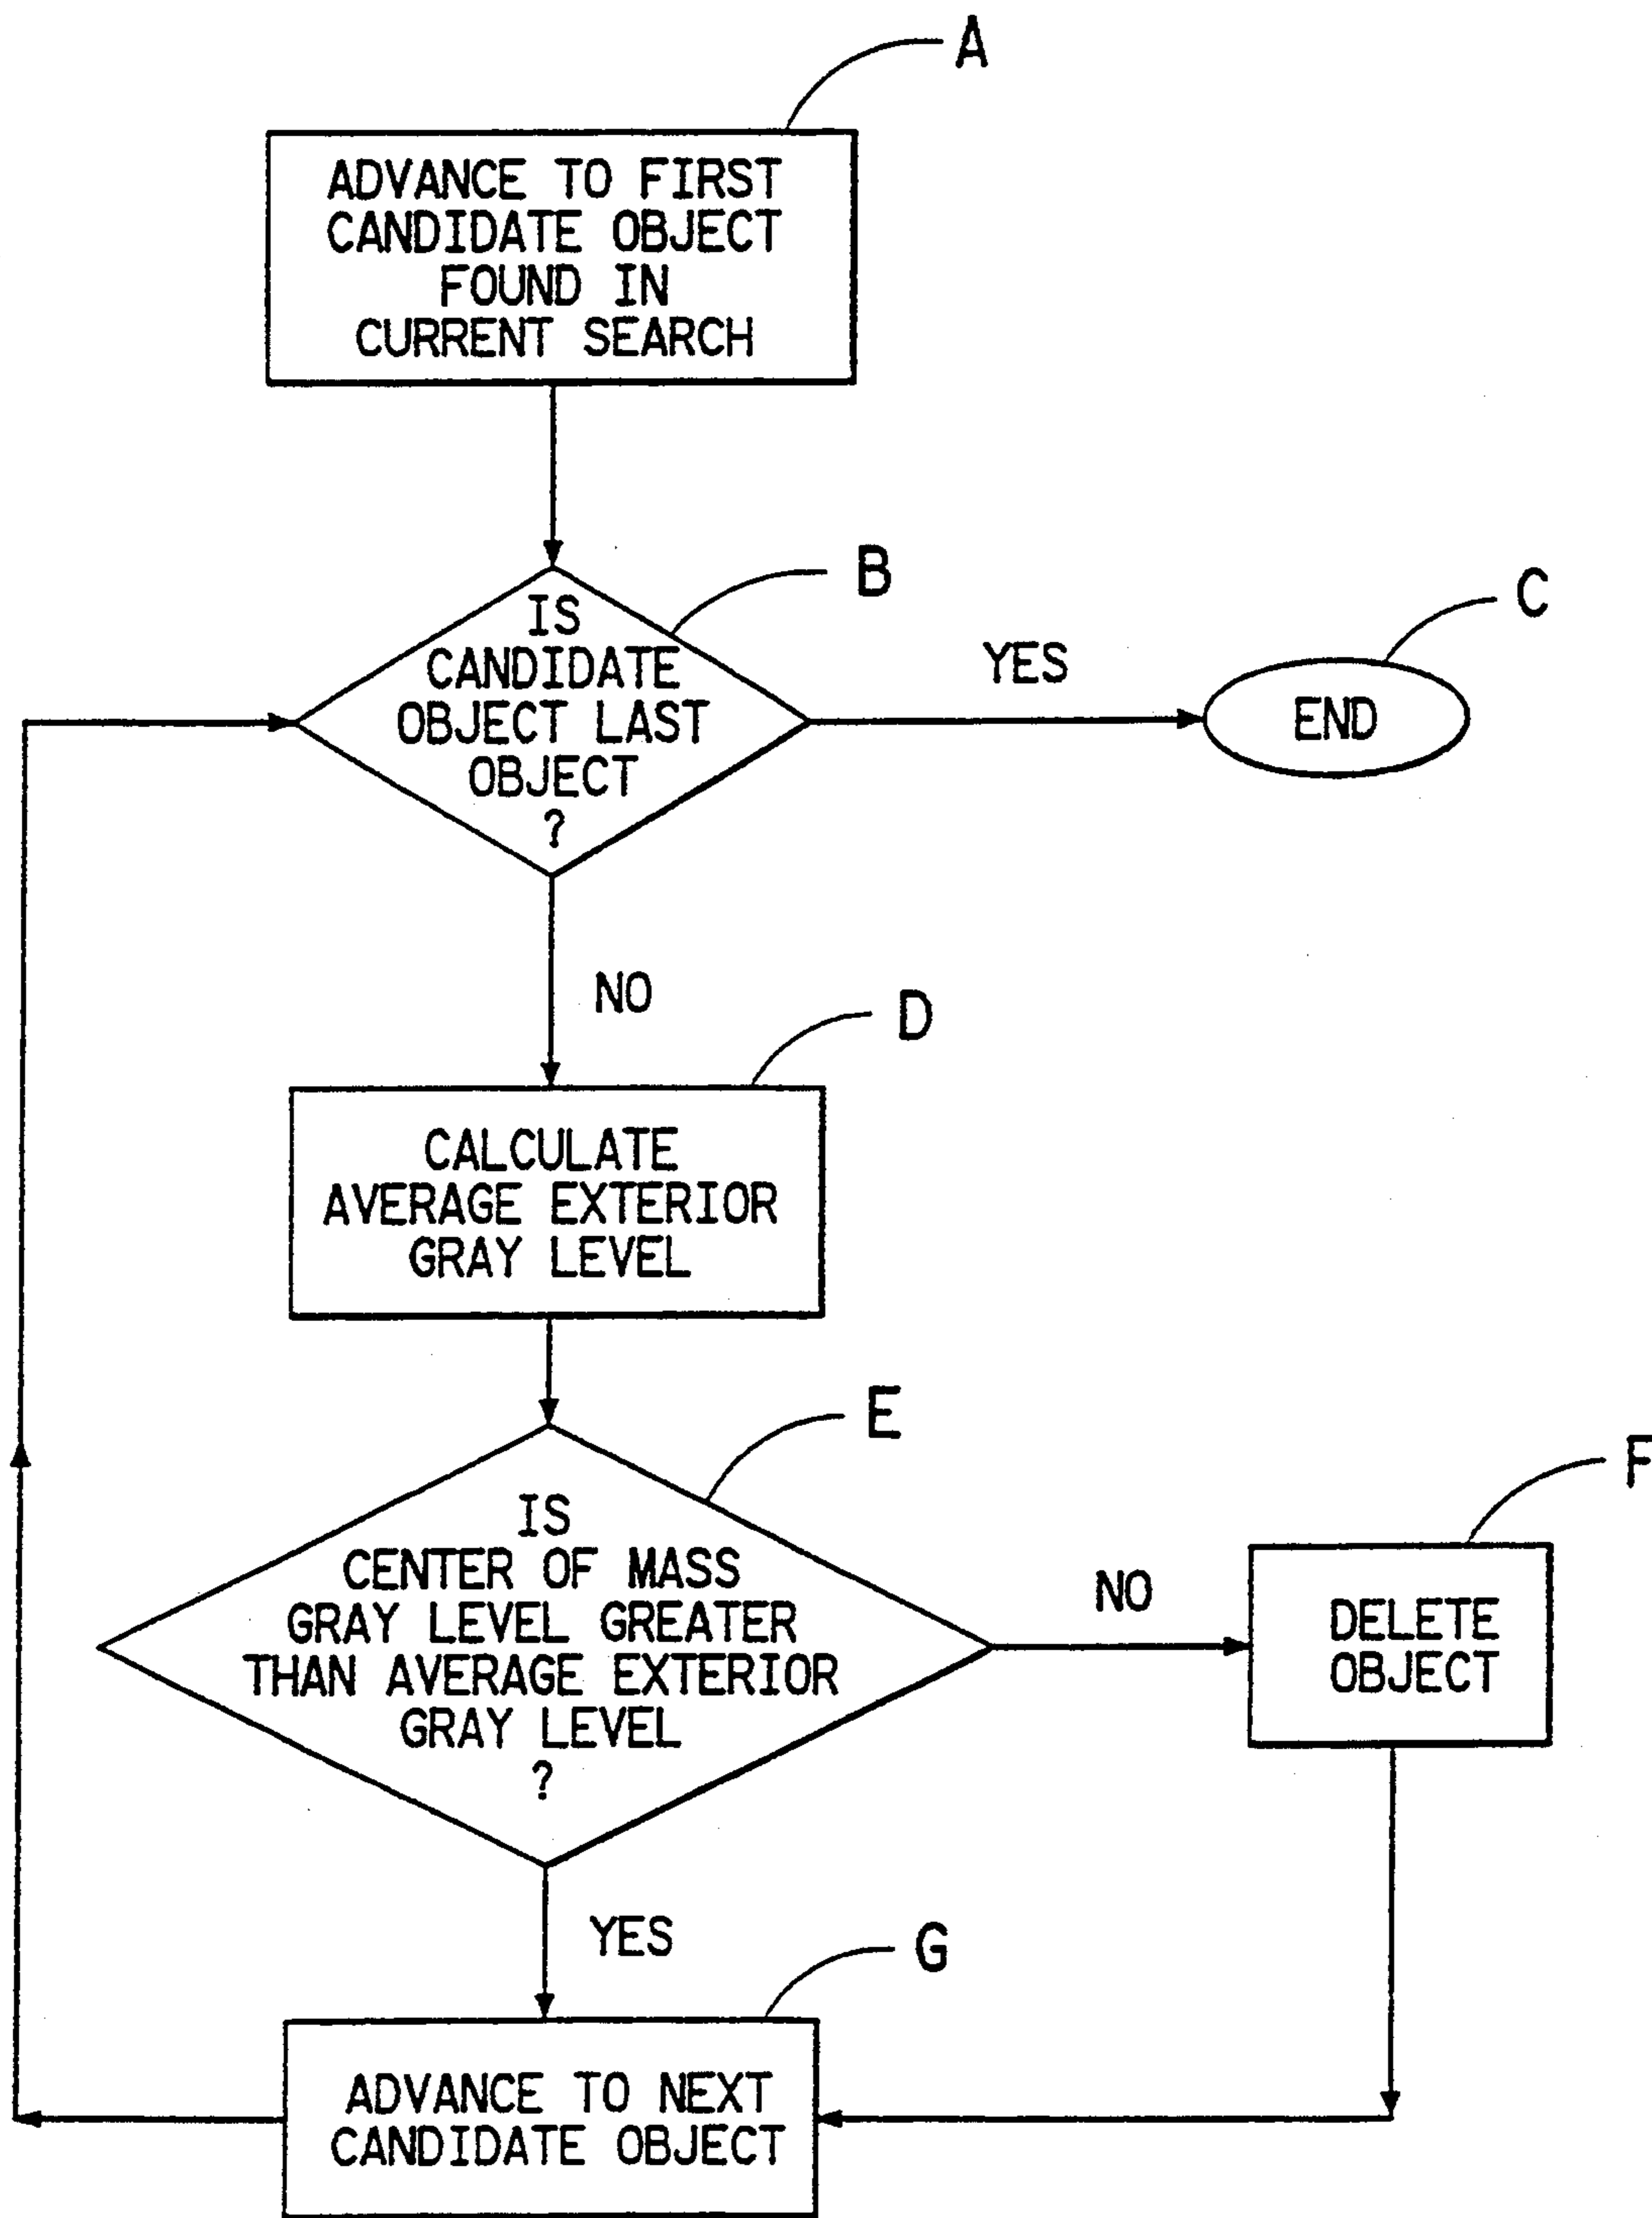 A
ADVANCE TO FIRST
CANDIDATE OBJECT
FOUND IN
CURRENT SEARCH
B
IS
CANDIDATE
OBJECT LAST
OBJECT
?
YES
C
END
NO
D
CALCULATE
AVERAGE EXTERIOR
GRAY LEVEL
E
IS
CENTER OF MASS
GRAY LEVEL GREATER
THAN AVERAGE EXTERIOR
GRAY LEVEL
?
NO
F
DELETE
OBJECT
YES
G
ADVANCE TO NEXT
CANDIDATE OBJECT